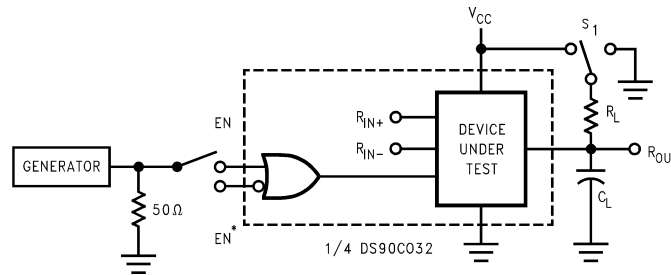 VCC
S1
EN
RIN+
RIN-
DEVICE
UNDER
TEST
RL
GENERATOR
ROU
50Ω
CL
EN*
1/4 DS90C032